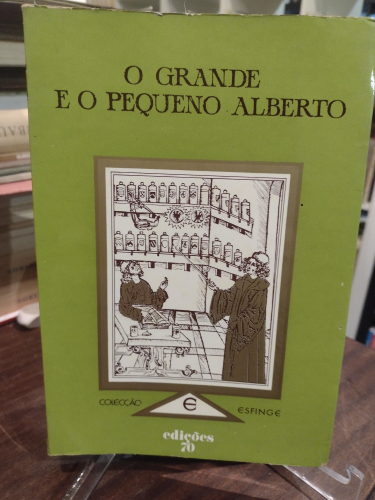 O GRANDE
E O PEQUENO ALBERTO
COLECÇÃO
E
ESFINGE
edições
70